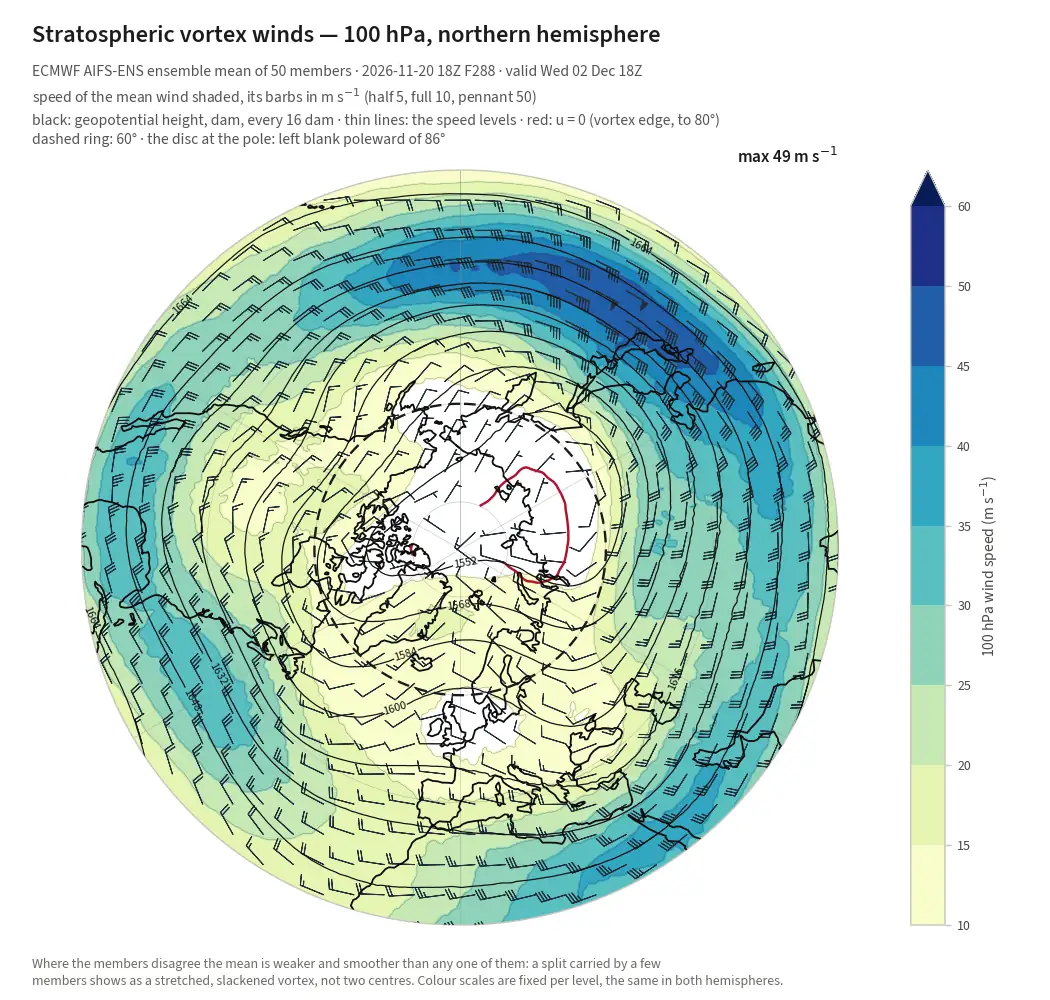 Stratospheric vortex winds — 100 hPa, northern hemisphere
ECMWF AIFS-ENS ensemble mean of 50 members · 2026-11-20 18Z F288 · valid Wed 02 Dec 18Z
speed of the mean wind shaded, its barbs in m s⁻¹ (half 5, full 10, pennant 50)
black: geopotential height, dam, every 16 dam · thin lines: the speed levels · red: u = 0 (vortex edge, to 80°)
dashed ring: 60° · the disc at the pole: left blank poleward of 86°
max 49 m s⁻¹
1664
1664
1552
1568
1584
1600
1632
1648
60
50
45
40
35
30
25
20
15
10
100 hPa wind speed (m s⁻¹)
Where the members disagree the mean is weaker and smoother than any one of them: a split carried by a few
members shows as a stretched, slackened vortex, not two centres. Colour scales are fixed per level, the same in both hemispheres.